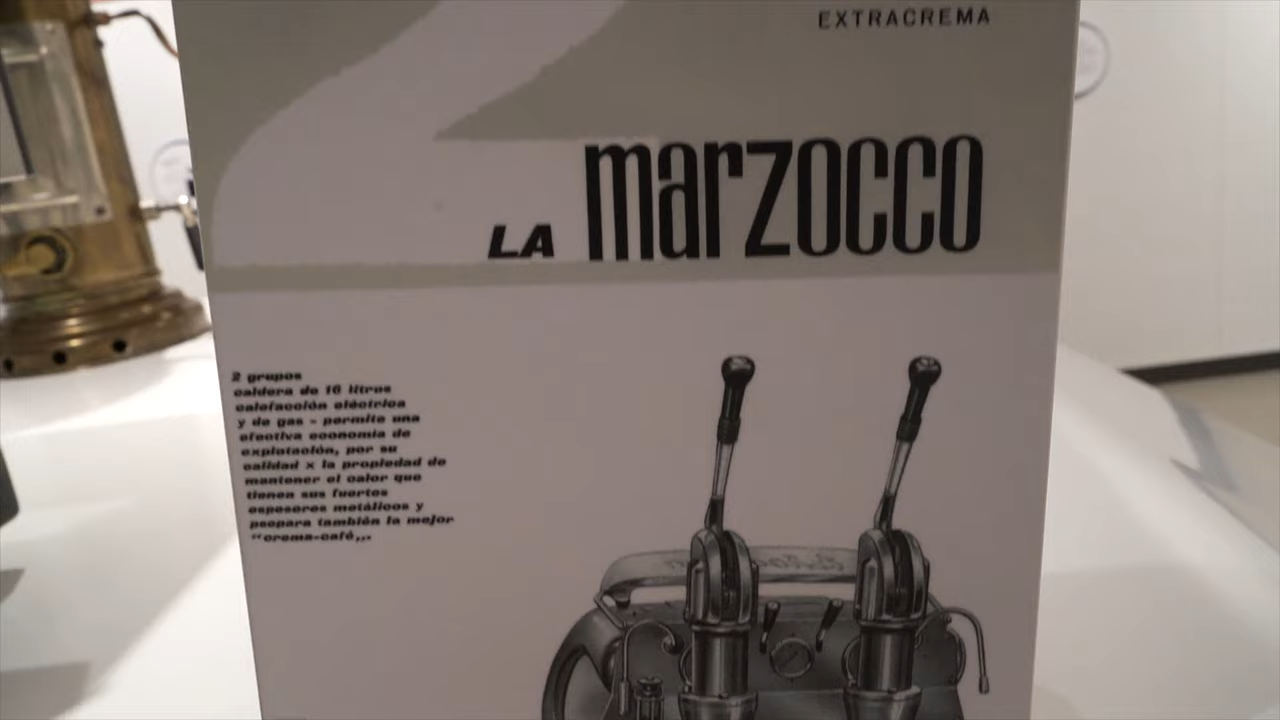 EXTRACREMA
LA marzocco
2 grupos
caldera de 16 litros
calefacción eléctrica
y de gas - permite una
efectiva economia de
explotación, por su
calidad x la propiedad de
mantener el calor que
tienen sus fuertes
espesores metálicos y
prepara también la mejor
“crema-café„.